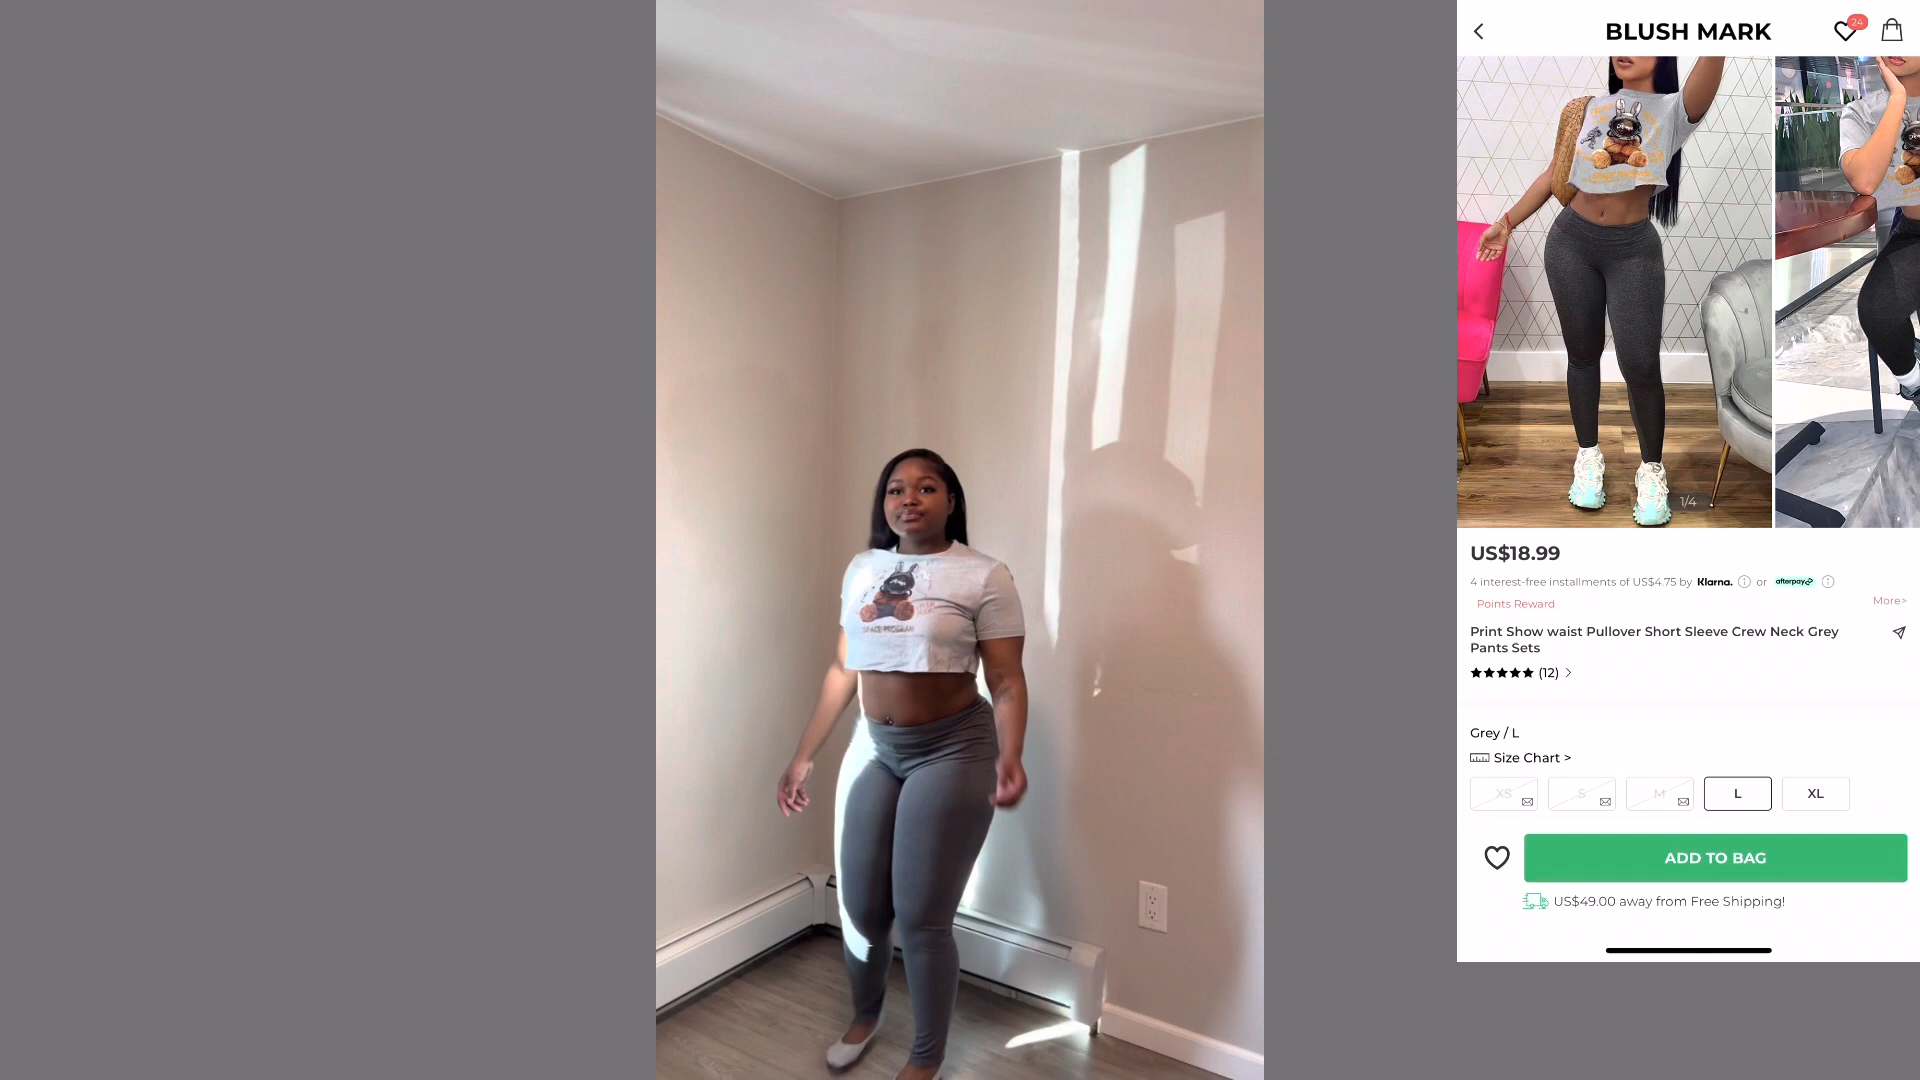 SPACE PROGRAM
BLUSH MARK
24
1/4
US$18.99
4 interest-free installments of US$4.75 by Klarna. or afterpay
Points Reward
More>
Print Show waist Pullover Short Sleeve Crew Neck Grey
Pants Sets
(12)
Grey / L
Size Chart >
XS
S
M
L
XL
ADD TO BAG
US$49.00 away from Free Shipping!